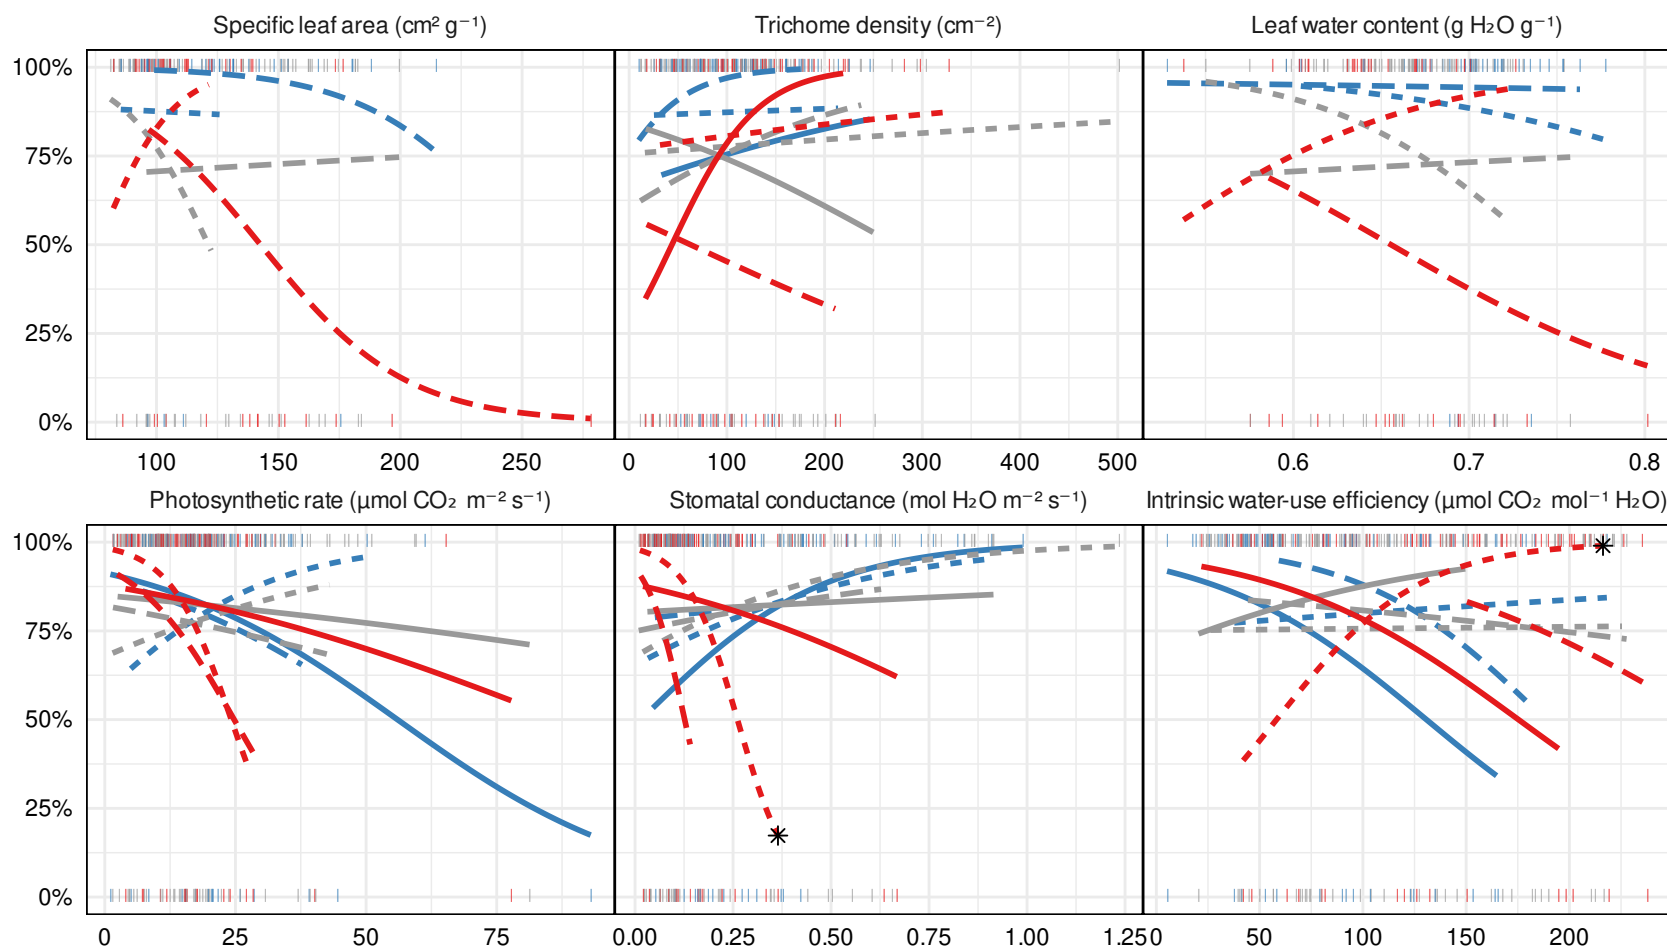 Specific leaf area (cm² g⁻¹) Trichome density (cm⁻²) Leaf water content (g H₂O g⁻¹)
100%
75%
50%
25%
0%
100 150 200 250 0 100 200 300 400 500 0.6 0.7 0.8
Photosynthetic rate (µmol CO₂ m⁻² s⁻¹) Stomatal conductance (mol H₂O m⁻² s⁻¹) Intrinsic water-use efficiency (µmol CO₂ mol⁻¹ H₂O)
100%
75%
50%
25%
0%
0 25 50 75 0.00 0.25 0.50 0.75 1.00 1.25 50 100 150 200